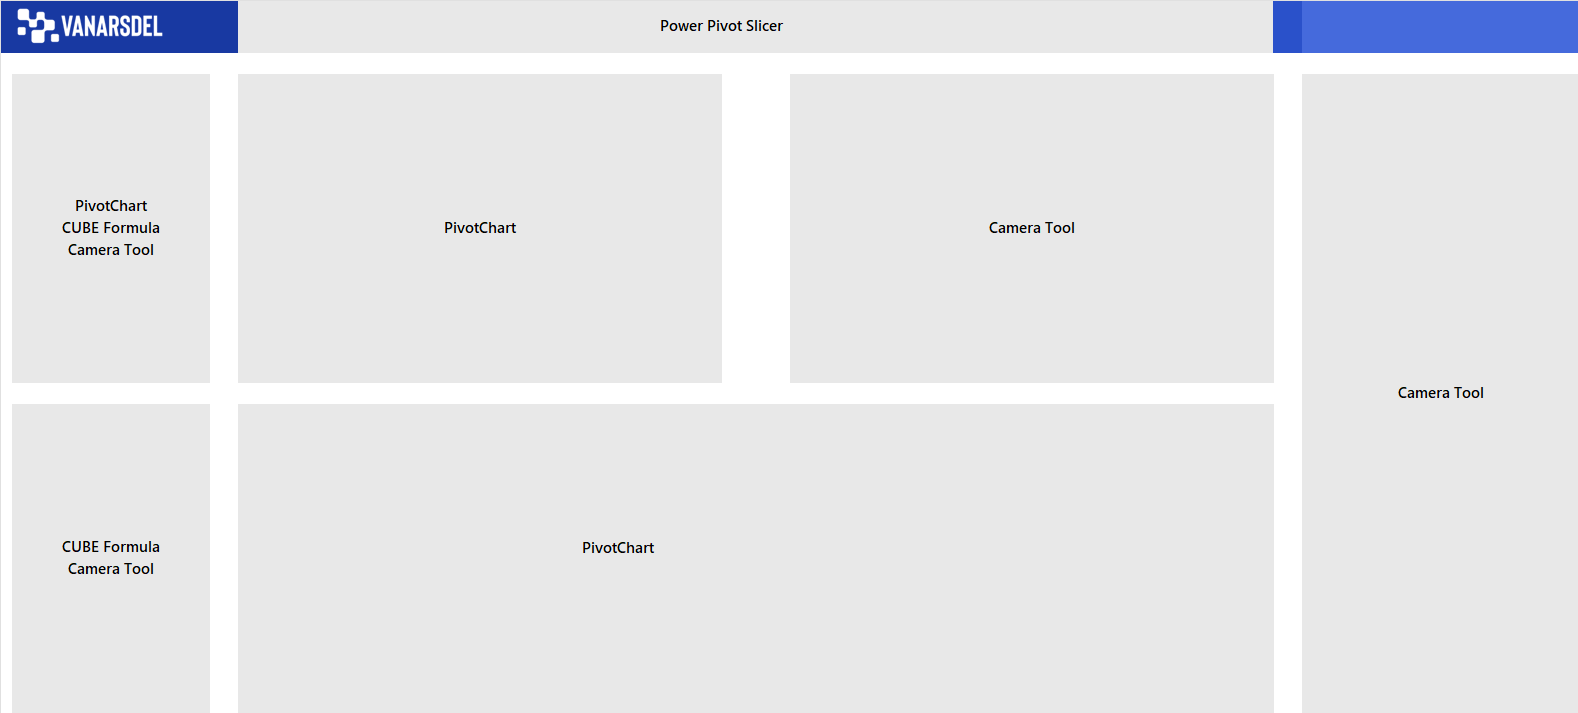 VANARSDEL
Power Pivot Slicer
PivotChart
CUBE Formula
Camera Tool
PivotChart
Camera Tool
Camera Tool
CUBE Formula
Camera Tool
PivotChart